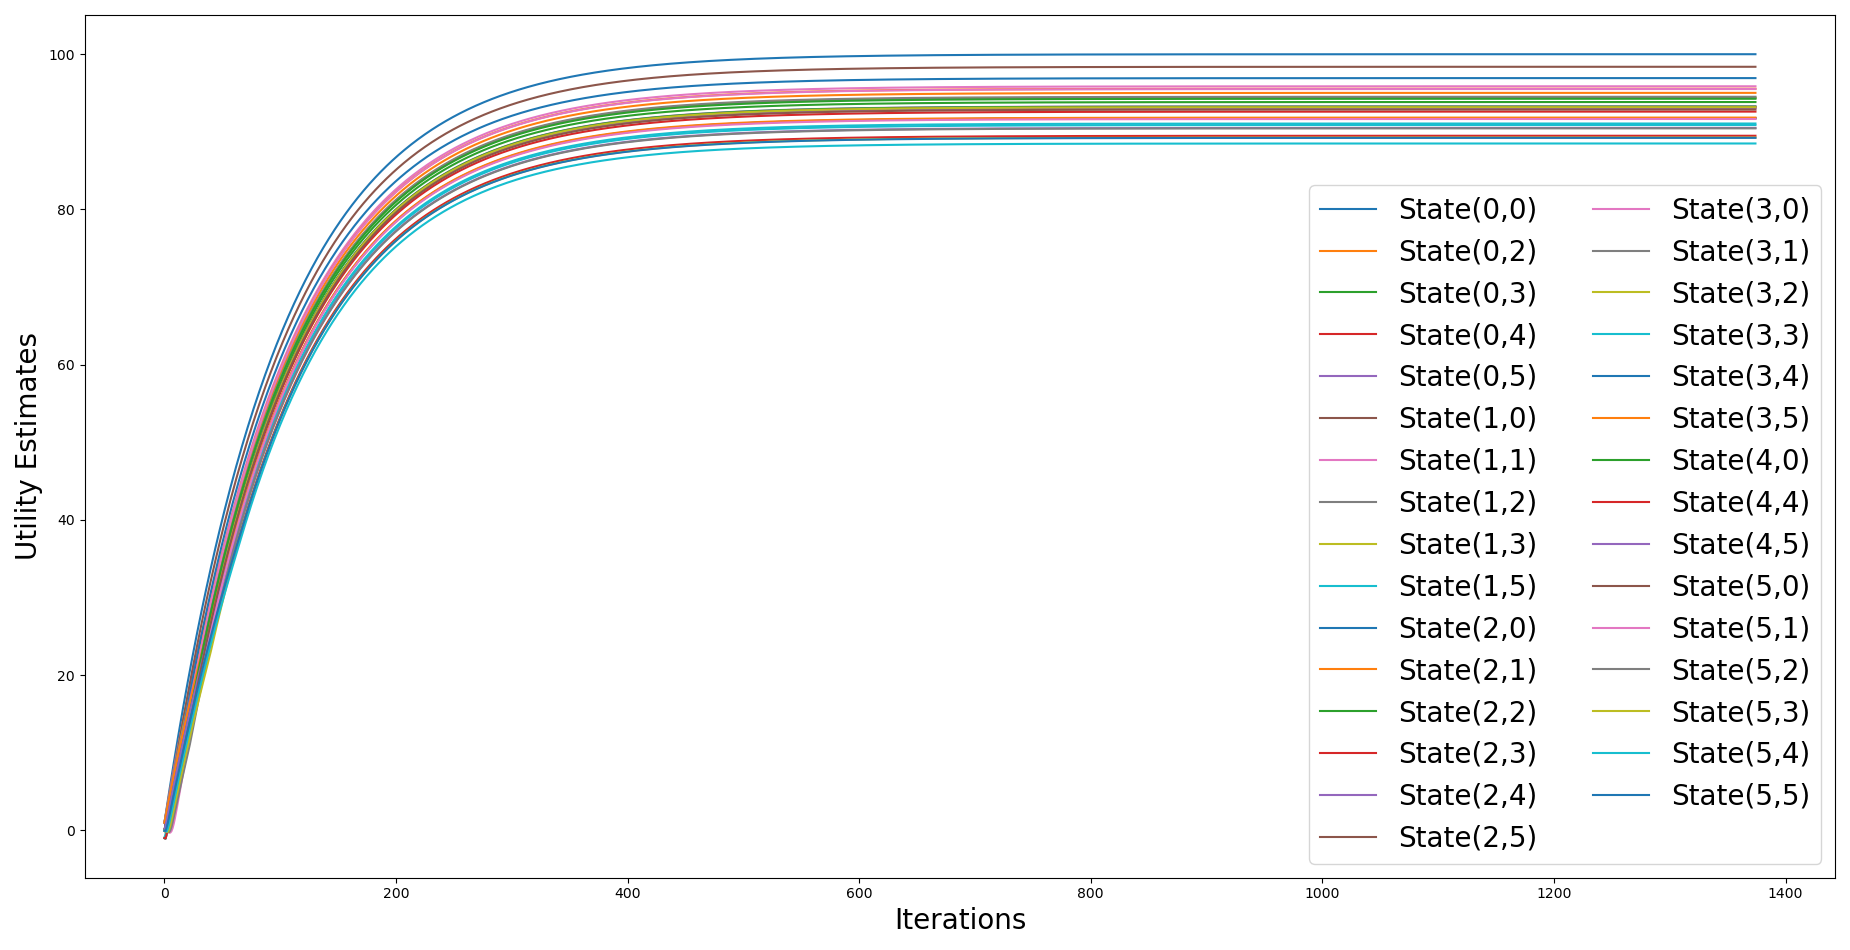 100
80
60
40
20
0
Utility Estimates
0 200 400 600 800 1000 1200 1400
Iterations
State(0,0)
State(0,2)
State(0,3)
State(0,4)
State(0,5)
State(1,0)
State(1,1)
State(1,2)
State(1,3)
State(1,5)
State(2,0)
State(2,1)
State(2,2)
State(2,3)
State(2,4)
State(2,5)
State(3,0)
State(3,1)
State(3,2)
State(3,3)
State(3,4)
State(3,5)
State(4,0)
State(4,4)
State(4,5)
State(5,0)
State(5,1)
State(5,2)
State(5,3)
State(5,4)
State(5,5)